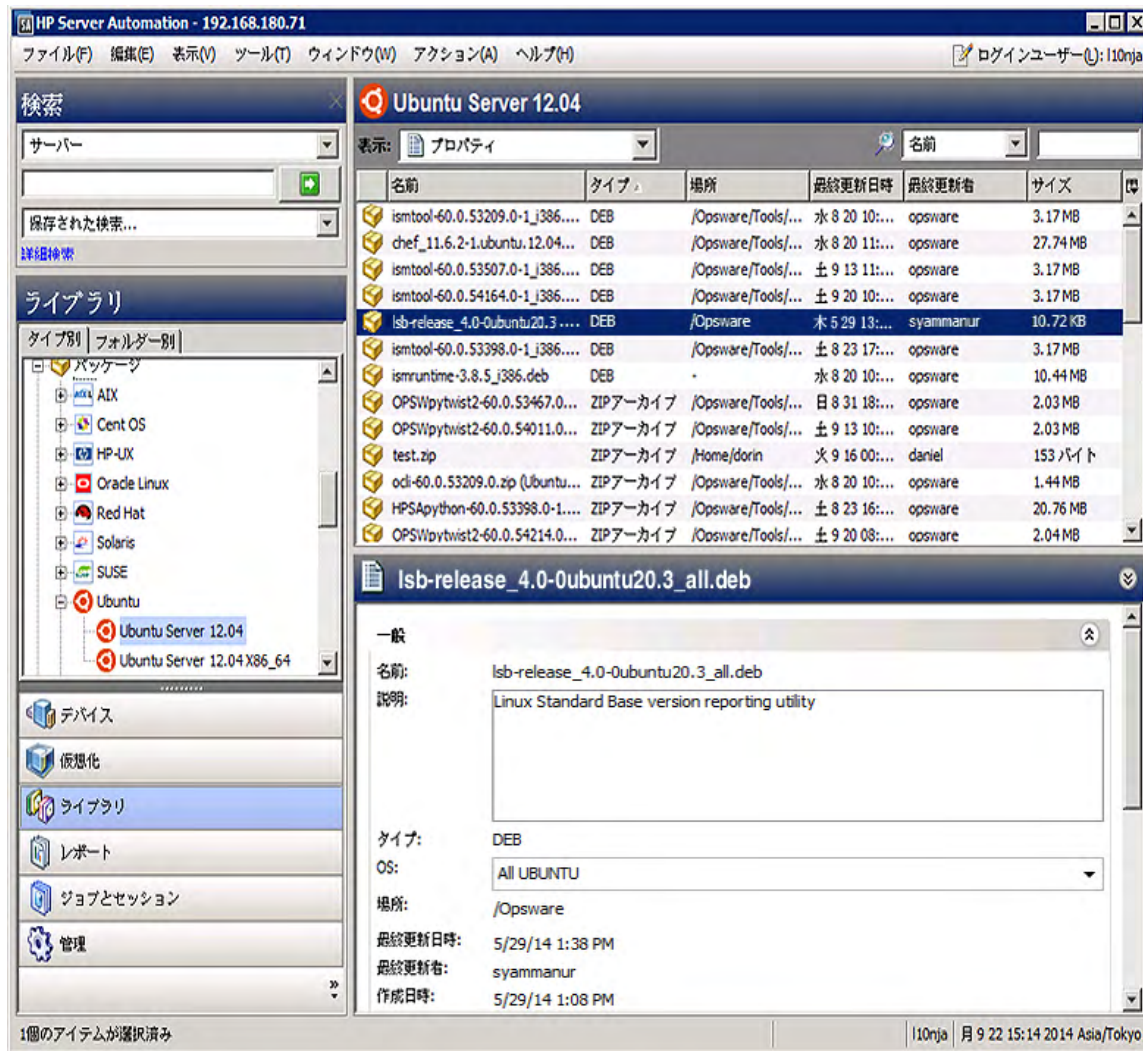 HP Server Automation - 192.168.180.71
ファイル(F) 編集(E) 表示(V) ツール(T) ウィンドウ(W) アクション(A) ヘルプ(H) ログインユーザー(L): l10nja
検索
サーバー
保存された検索...
詳細検索
ライブラリ
タイプ別 フォルダー別
パッケージ
AIX
Cent OS
HP-UX
Oracle Linux
Red Hat
Solaris
SUSE
Ubuntu
Ubuntu Server 12.04
Ubuntu Server 12.04 X86_64
デバイス
仮想化
ライブラリ
レポート
ジョブとセッション
管理
Ubuntu Server 12.04
表示: プロパティ 名前
名前 タイプ 場所 最終更新日時 最終更新者 サイズ
ismtool-60.0.53209.0-1_i386.... DEB /Opsware/Tools/... 水 8 20 10:... opsware 3.17 MB
chef_11.6.2-1.ubuntu.12.04... DEB /Opsware/Tools/... 水 8 20 11:... opsware 27.74 MB
ismtool-60.0.53507.0-1_i386.... DEB /Opsware/Tools/... 土 9 13 11:... opsware 3.17 MB
ismtool-60.0.54164.0-1_i386.... DEB /Opsware/Tools/... 土 9 20 10:... opsware 3.17 MB
lsb-release_4.0-0ubuntu20.3 .... DEB /Opsware 木 5 29 13:... syammanur 10.72 KB
ismtool-60.0.53398.0-1_i386.... DEB /Opsware/Tools/... 土 8 23 17:... opsware 3.17 MB
ismruntime-3.8.5_i386.deb DEB - 水 8 20 10:... opsware 10.44 MB
OPSWpytwist2-60.0.53467.0... ZIPアーカイブ /Opsware/Tools/... 日 8 31 18:... opsware 2.03 MB
OPSWpytwist2-60.0.54011.0... ZIPアーカイブ /Opsware/Tools/... 土 9 13 10:... opsware 2.03 MB
test.zip ZIPアーカイブ /Home/dorin 火 9 16 00:... daniel 153 バイト
ocli-60.0.53209.0.zip (Ubuntu... ZIPアーカイブ /Opsware/Tools/... 水 8 20 10:... opsware 1.44 MB
HPSApython-60.0.53398.0-1.... ZIPアーカイブ /Opsware/Tools/... 土 8 23 16:... opsware 20.76 MB
OPSWpytwist2-60.0.54214.0... ZIPアーカイブ /Opsware/Tools/... 土 9 20 08:... opsware 2.04 MB
lsb-release_4.0-0ubuntu20.3_all.deb
一般
名前: lsb-release_4.0-0ubuntu20.3_all.deb
説明: Linux Standard Base version reporting utility
タイプ: DEB
OS: All UBUNTU
場所: /Opsware
最終更新日時: 5/29/14 1:38 PM
最終更新者: syammanur
作成日時: 5/29/14 1:08 PM
1個のアイテムが選択済み l10nja 月 9 22 15:14 2014 Asia/Tokyo